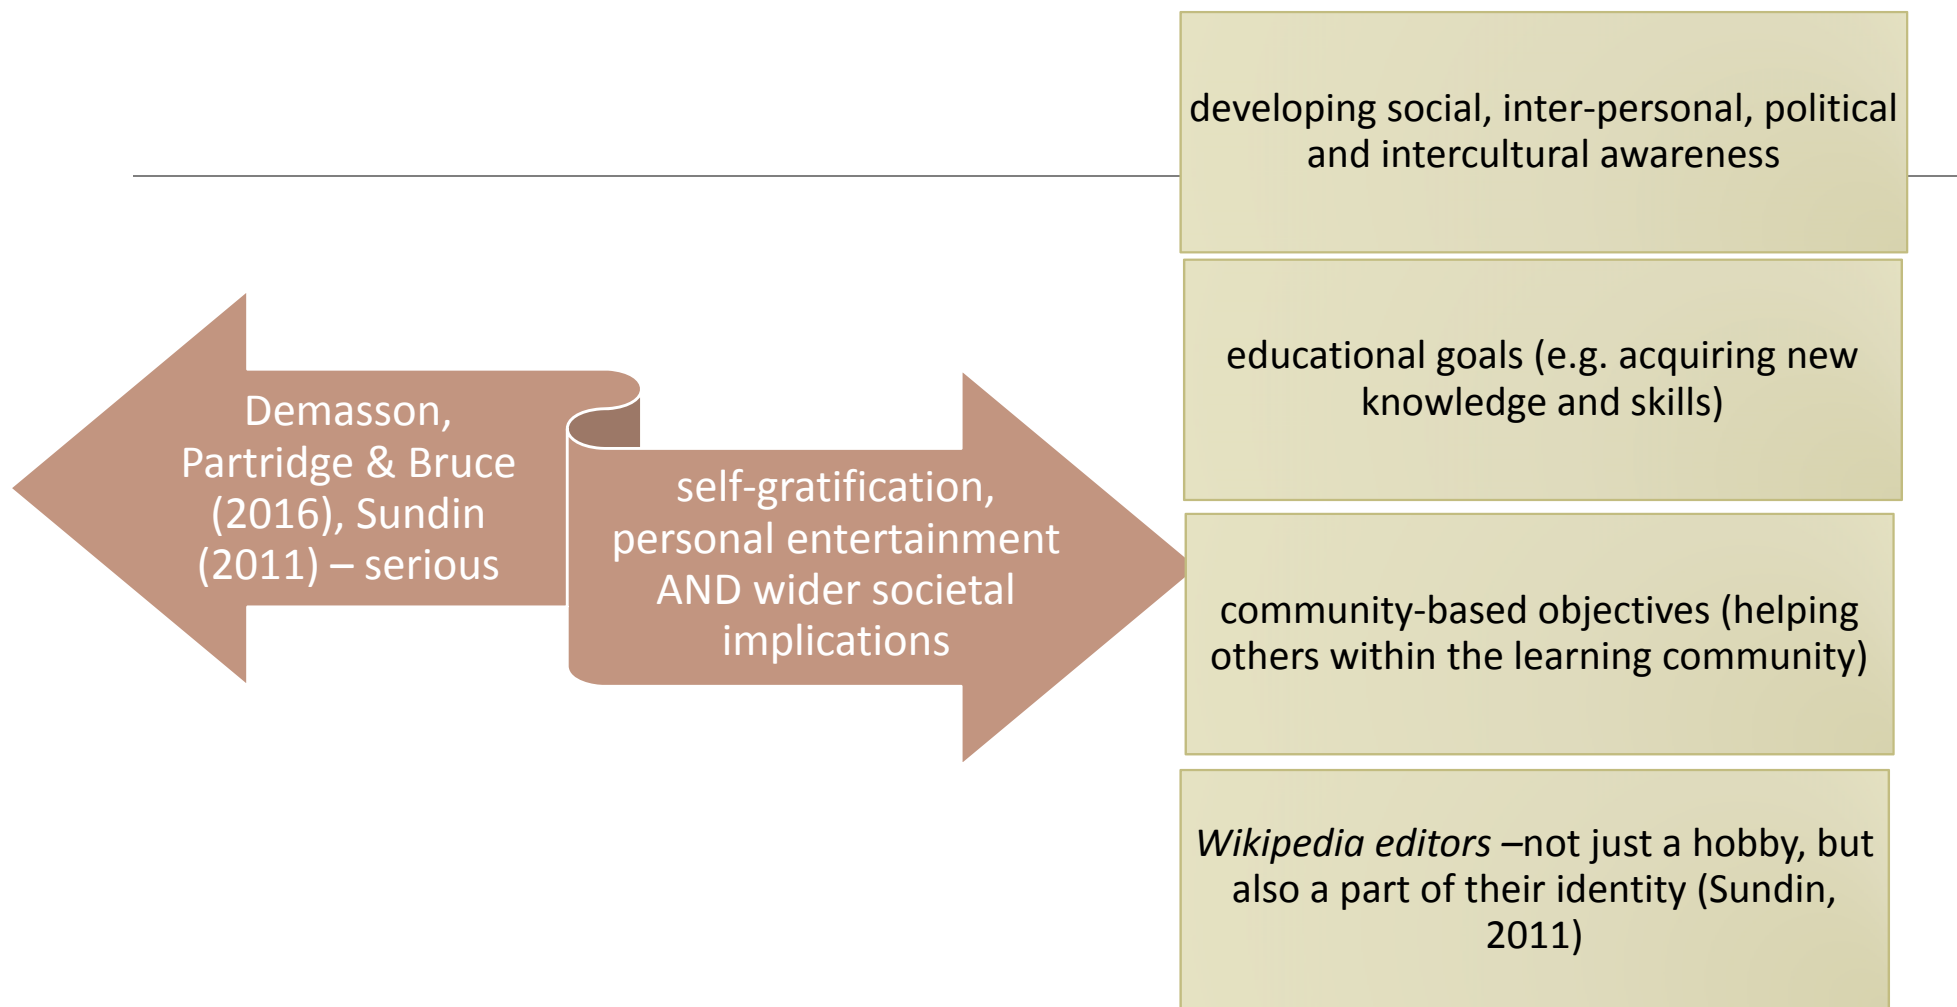 Demasson,
Partridge & Bruce
(2016), Sundin
(2011) – serious
self-gratification,
personal entertainment
AND wider societal
implications
developing social, inter-personal, political
and intercultural awareness
educational goals (e.g. acquiring new
knowledge and skills)
community-based objectives (helping
others within the learning community)
Wikipedia editors –not just a hobby, but
also a part of their identity (Sundin,
2011)